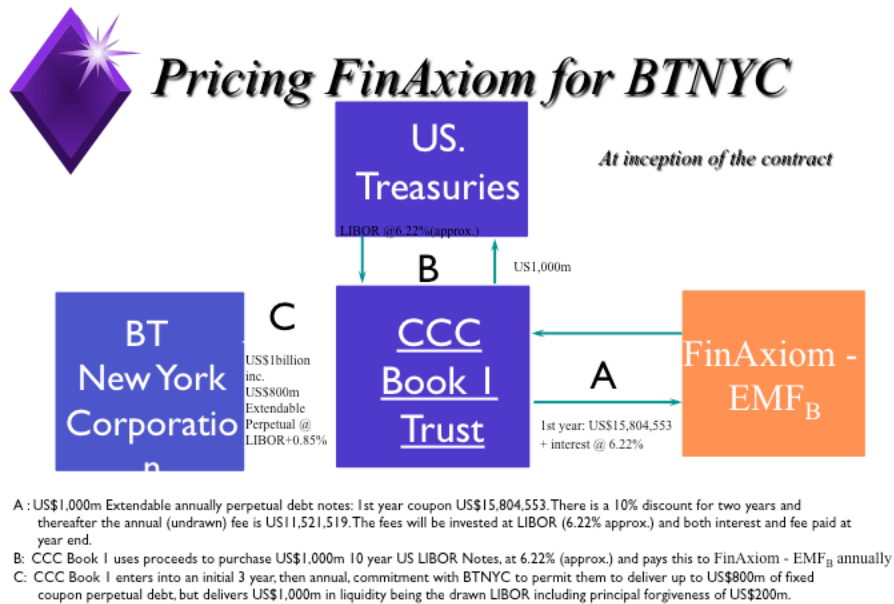 Pricing FinAxiom for BTNYC
US.
Treasuries
At inception of the contract
LIBOR @6.22%(approx.)
B
US1,000m
BT
New York
Corporatio
n
C
US$1billion
inc.
US$800m
Extendable
Perpetual @
LIBOR+0.85%
CCC
Book 1
Trust
A
1st year: US$15,804,553
+ interest @ 6.22%
FinAxiom -
EMFB
A : US$1,000m Extendable annually perpetual debt notes: 1st year coupon US$15,804,553. There is a 10% discount for two years and
thereafter the annual (undrawn) fee is US11,521,519. The fees will be invested at LIBOR (6.22% approx.) and both interest and fee paid at
year end.
B: CCC Book 1 uses proceeds to purchase US$1,000m 10 year US LIBOR Notes, at 6.22% (approx.) and pays this to FinAxiom - EMFB annually
C: CCC Book 1 enters into an initial 3 year, then annual, commitment with BTNYC to permit them to deliver up to US$800m of fixed
coupon perpetual debt, but delivers US$1,000m in liquidity being the drawn LIBOR including principal forgiveness of US$200m.